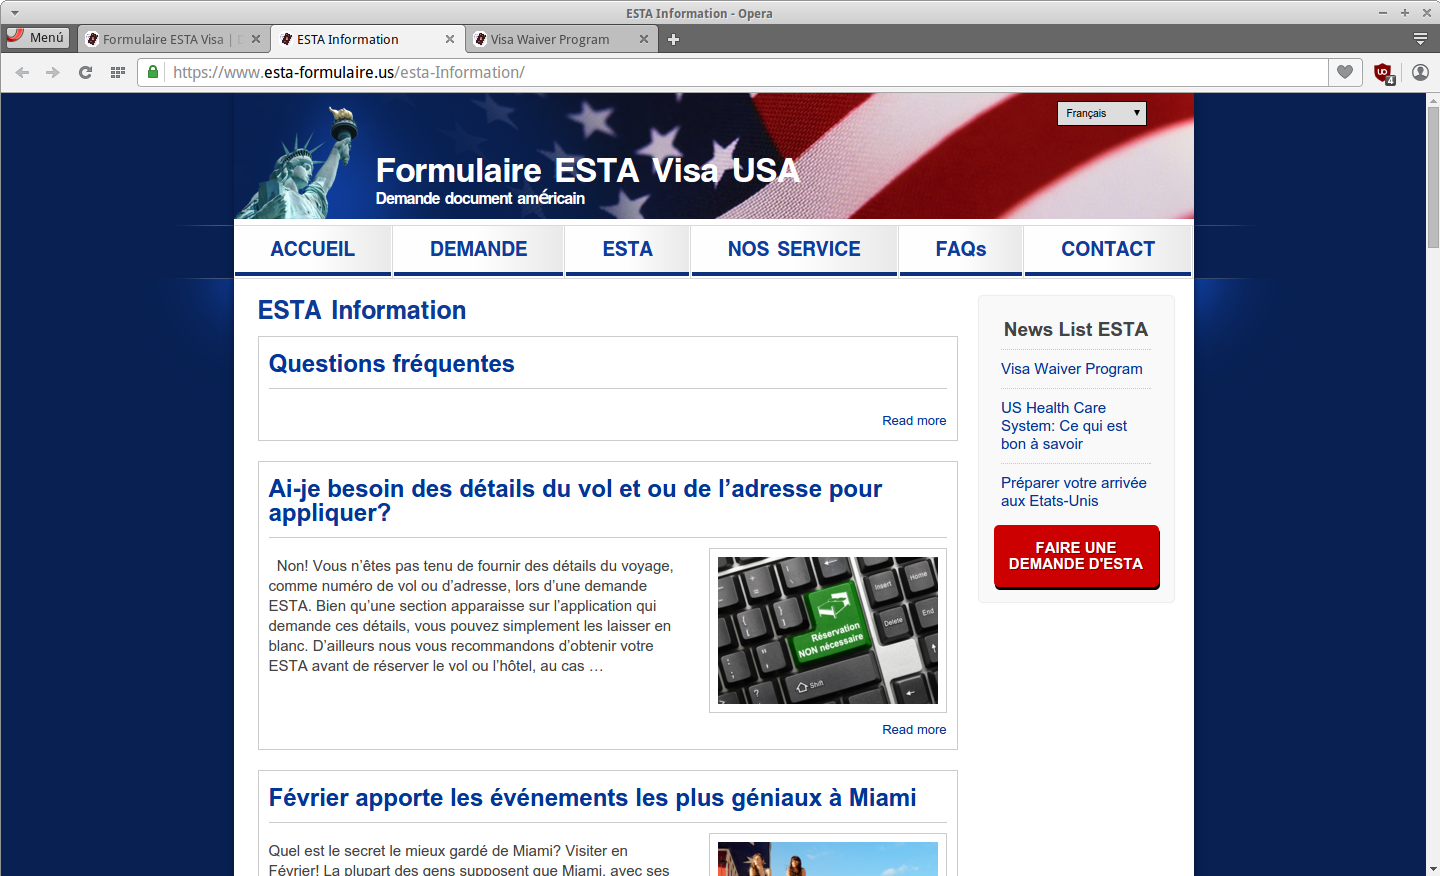 ESTA Information - Opera
Menú
Formulaire ESTA Visa |
ESTA Information
Visa Waiver Program
https://www.esta-formulaire.us/esta-Information/
4
Français
Formulaire ESTA Visa USA
Demande document américain
ACCUEIL
DEMANDE
ESTA
NOS SERVICE
FAQs
CONTACT
ESTA Information
Questions fréquentes
Read more
Ai-je besoin des détails du vol et ou de l’adresse pour
appliquer?
Non! Vous n’êtes pas tenu de fournir des détails du voyage,
comme numéro de vol ou d’adresse, lors d’une demande
ESTA. Bien qu’une section apparaisse sur l’application qui
demande ces détails, vous pouvez simplement les laisser en
blanc. D’ailleurs nous vous recommandons d’obtenir votre
ESTA avant de réserver le vol ou l’hôtel, au cas …
Insert
Home
Delete
End
Réservation
NON nécessaire
Shift
Read more
Février apporte les événements les plus géniaux à Miami
Quel est le secret le mieux gardé de Miami? Visiter en
Février! La plupart des gens supposent que Miami, avec ses
News List ESTA
Visa Waiver Program
US Health Care
System: Ce qui est
bon à savoir
Préparer votre arrivée
aux Etats-Unis
FAIRE UNE
DEMANDE D'ESTA